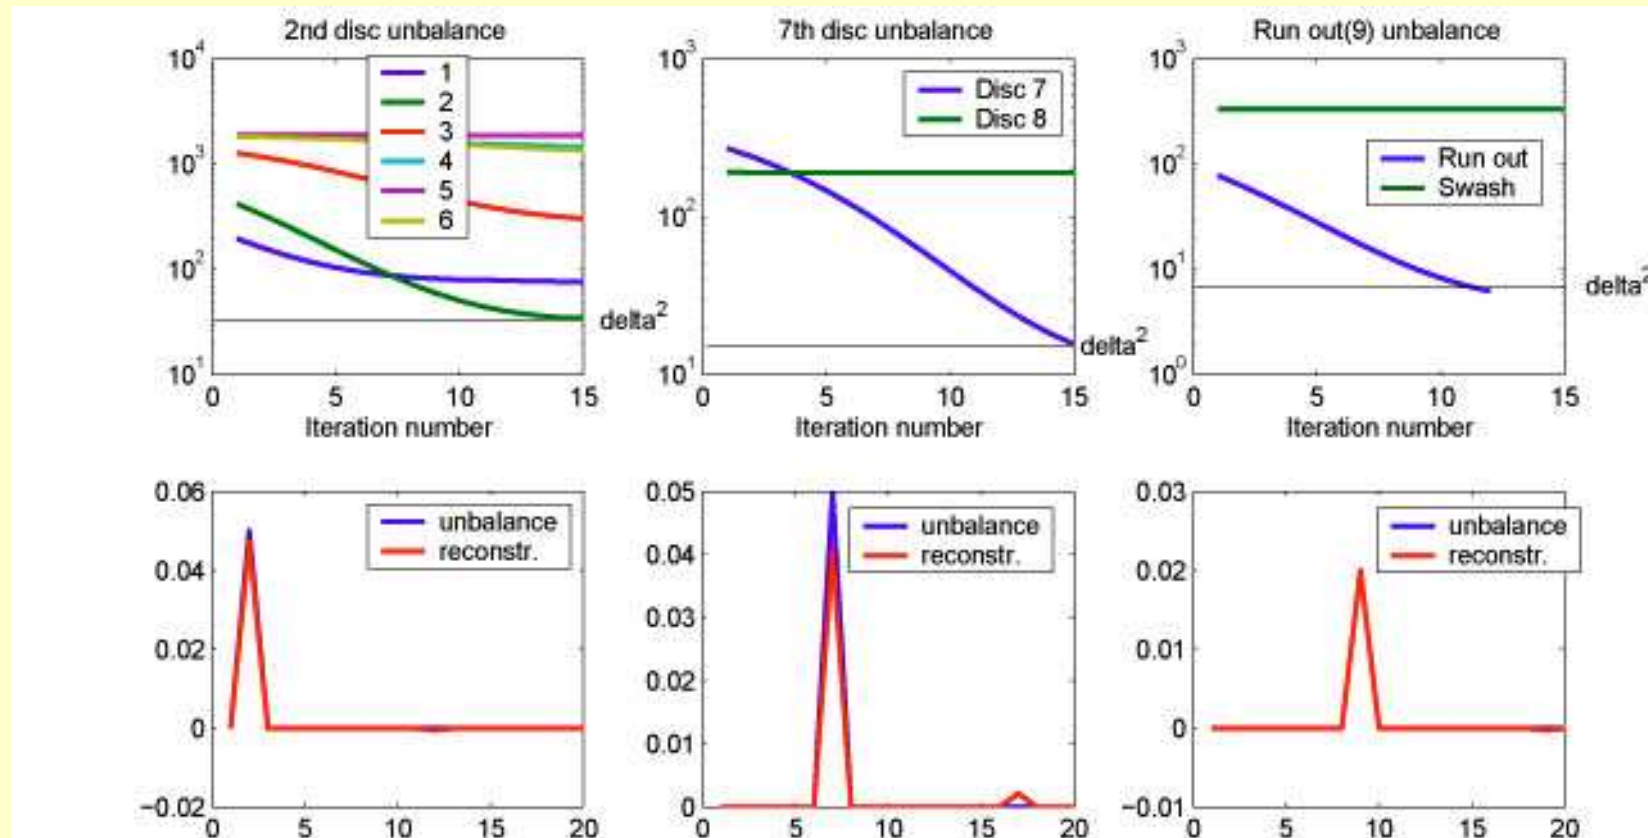 2nd disc unbalance
10^4
10^3
10^2
10^1
1
2
3
4
5
6
delta^2
0 5 10 15
Iteration number
7th disc unbalance
10^3
10^2
10^1
Disc 7
Disc 8
delta^2
0 5 10 15
Iteration number
Run out(9) unbalance
10^3
10^2
10^1
10^0
Run out
Swash
delta^2
0 5 10 15
Iteration number
0.06
0.04
0.02
0
−0.02
unbalance
reconstr.
0 5 10 15 20
0.05
0.04
0.03
0.02
0.01
0
unbalance
reconstr.
0 5 10 15 20
0.03
0.02
0.01
0
−0.01
unbalance
reconstr.
0 5 10 15 20